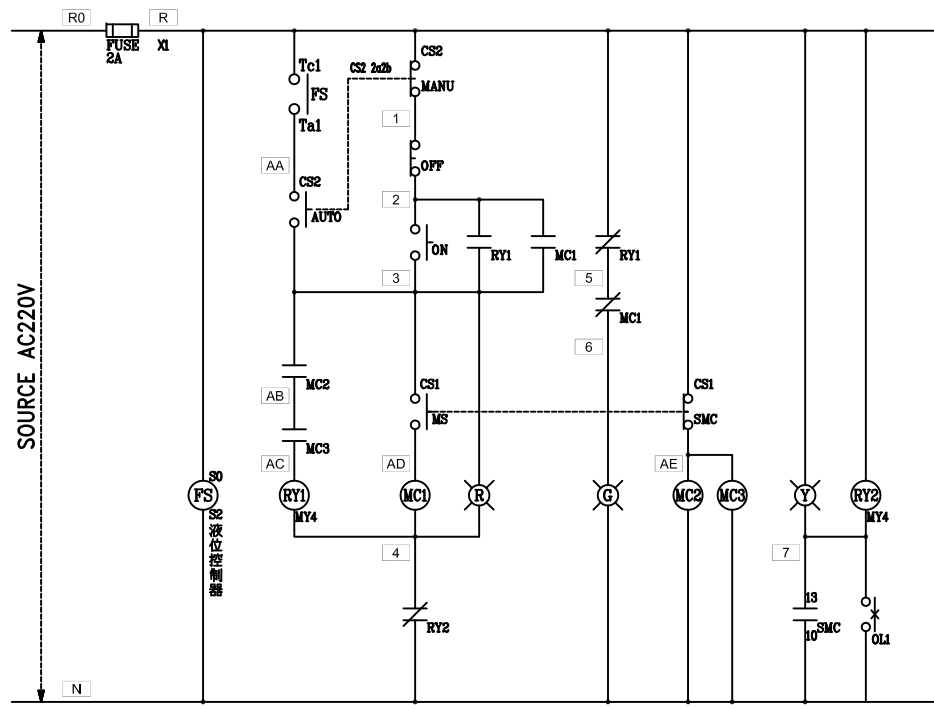 R0
R
FUSE
2A
X1
SOURCE AC220V
N
Tc1
FS
Ta1
AA
CS2
AUTO
CS2 2a2b
CS2
MANU
1
OFF
2
ON
3
RY1
MC1
RY1
5
MC1
6
MC2
AB
MC3
AC
RY1
MY4
CS1
MS
AD
MC1
R
4
RY2
S0
FS
S2
液位控制器
G
CS1
SMC
AE
MC2
MC3
Y
RY2
MY4
7
13
SMC
10
OL1